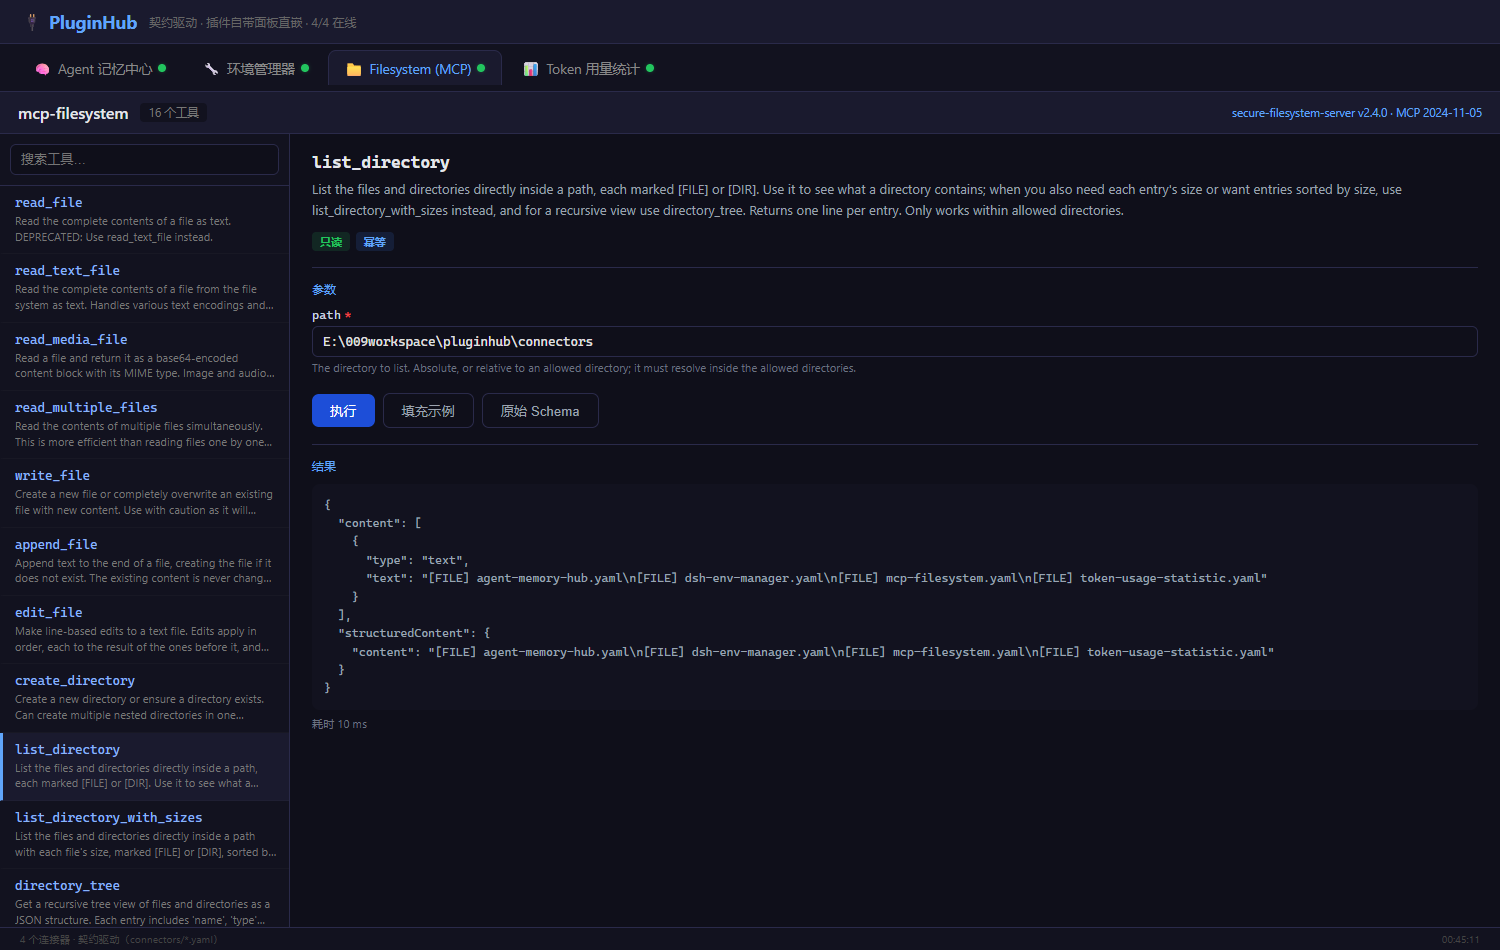 PluginHub 契约驱动 · 插件自带面板直嵌 · 4/4 在线
Agent 记忆中心 环境管理器 Filesystem (MCP) Token 用量统计
mcp-filesystem 16 个工具 secure-filesystem-server v2.4.0 · MCP 2024-11-05
搜索工具...
read_file
Read the complete contents of a file as text.
DEPRECATED: Use read_text_file instead.
read_text_file
Read the complete contents of a file from the file
system as text. Handles various text encodings and...
read_media_file
Read a file and return it as a base64-encoded
content block with its MIME type. Image and audio...
read_multiple_files
Read the contents of multiple files simultaneously.
This is more efficient than reading files one by one...
write_file
Create a new file or completely overwrite an existing
file with new content. Use with caution as it will...
append_file
Append text to the end of a file, creating the file if it
does not exist. The existing content is never chang...
edit_file
Make line-based edits to a text file. Edits apply in
order, each to the result of the ones before it, and...
create_directory
Create a new directory or ensure a directory exists.
Can create multiple nested directories in one...
list_directory
List the files and directories directly inside a path,
each marked [FILE] or [DIR]. Use it to see what a...
list_directory_with_sizes
List the files and directories directly inside a path
with each file's size, marked [FILE] or [DIR], sorted b...
directory_tree
Get a recursive tree view of files and directories as a
JSON structure. Each entry includes 'name', 'type'...
list_directory
List the files and directories directly inside a path, each marked [FILE] or [DIR]. Use it to see what a directory contains; when you also need each entry's size or want entries sorted by size, use
list_directory_with_sizes instead, and for a recursive view use directory_tree. Returns one line per entry. Only works within allowed directories.
只读 幂等
参数
path *
E:\009workspace\pluginhub\connectors
The directory to list. Absolute, or relative to an allowed directory; it must resolve inside the allowed directories.
执行 填充示例 原始 Schema
结果
{
"content": [
{
"type": "text",
"text": "[FILE] agent-memory-hub.yaml\n[FILE] dsh-env-manager.yaml\n[FILE] mcp-filesystem.yaml\n[FILE] token-usage-statistic.yaml"
}
],
"structuredContent": {
"content": "[FILE] agent-memory-hub.yaml\n[FILE] dsh-env-manager.yaml\n[FILE] mcp-filesystem.yaml\n[FILE] token-usage-statistic.yaml"
}
}
耗时 10 ms
4 个连接器 · 契约驱动（connectors/*.yaml） 00:45:11